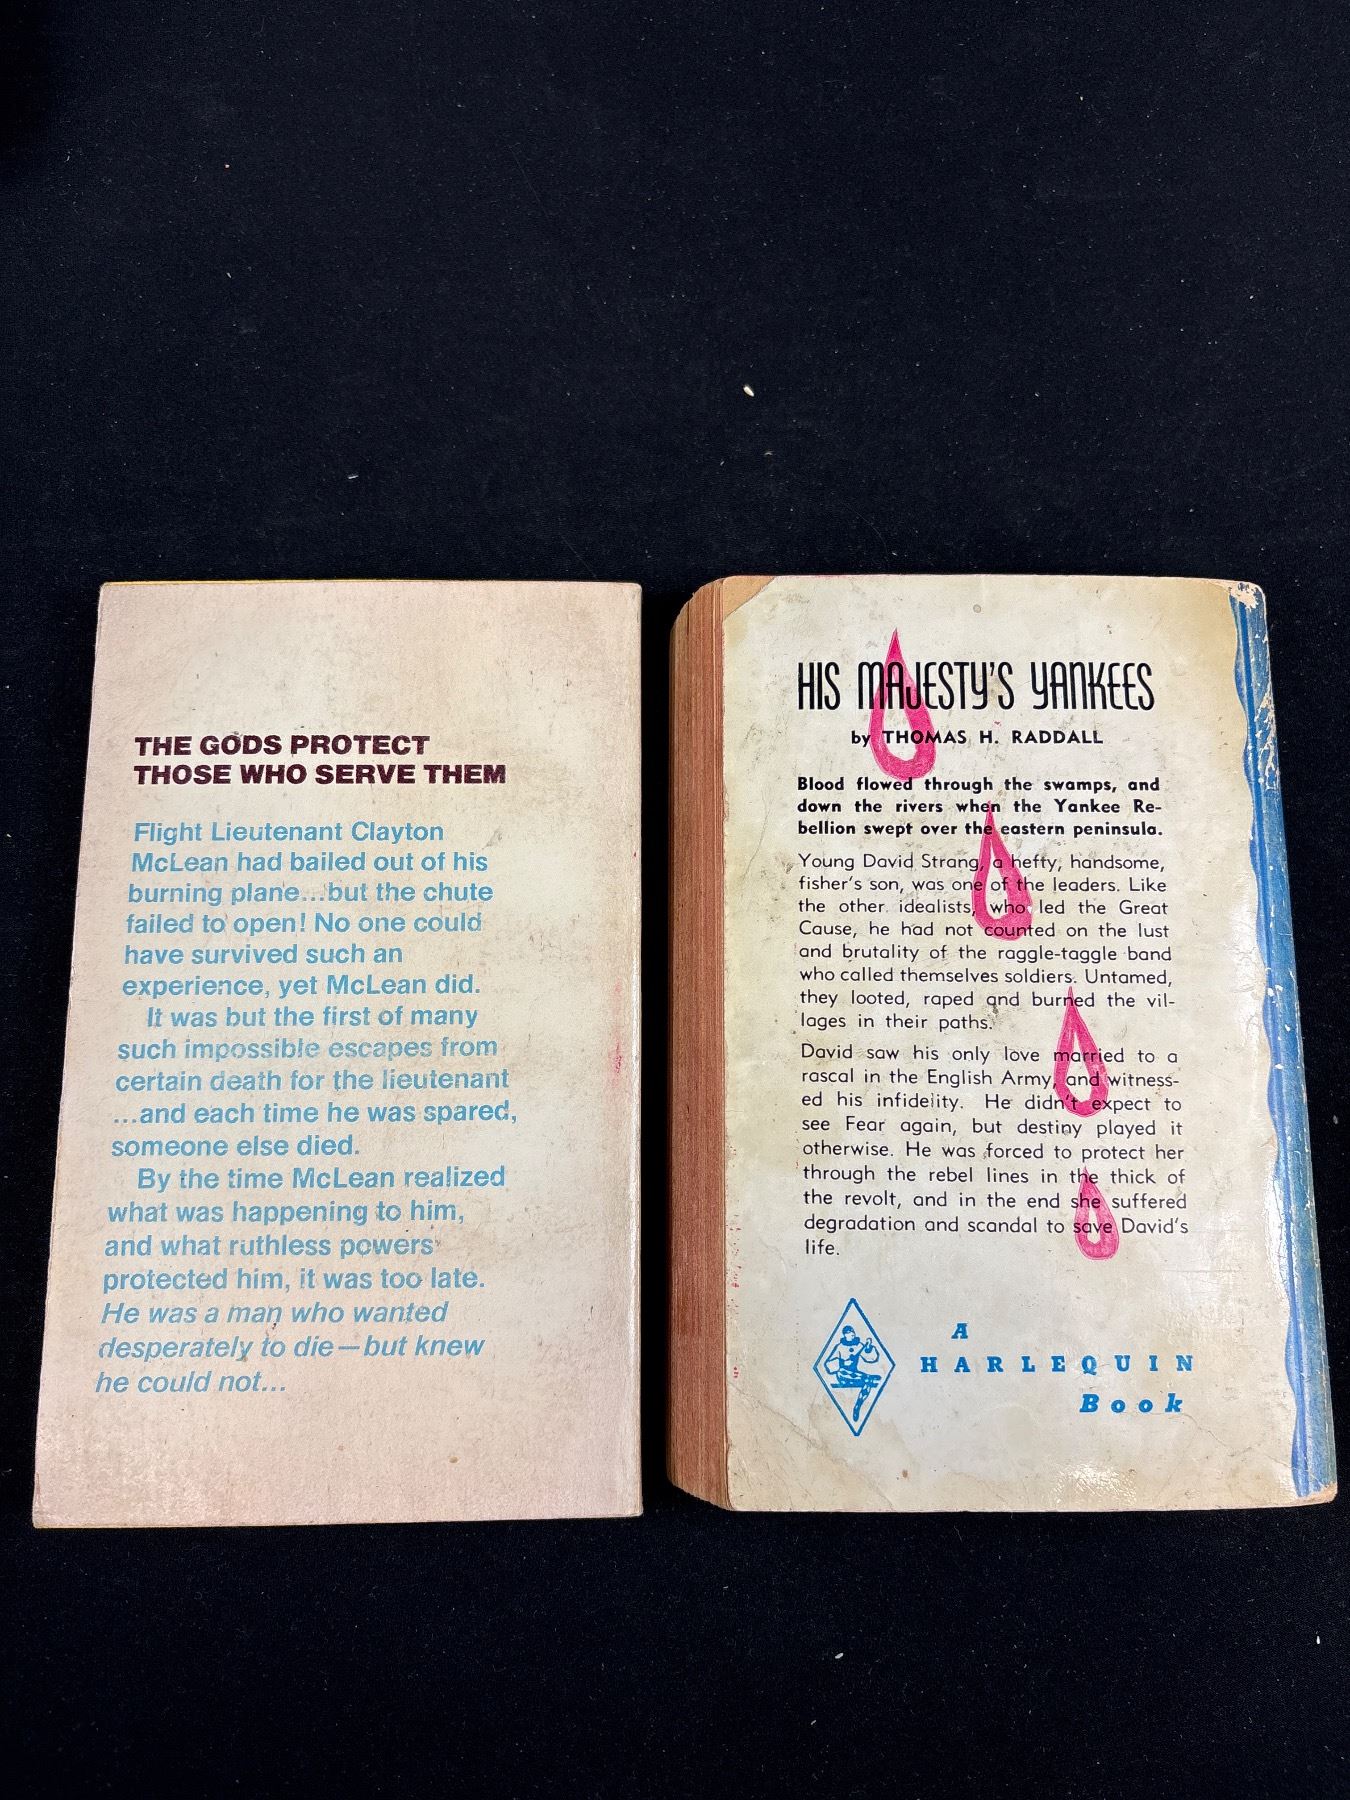 THE GODS PROTECT
THOSE WHO SERVE THEM
Flight Lieutenant Clayton
McLean had bailed out of his
burning plane...but the chute
failed to open! No one could
have survived such an
experience, yet McLean did.
It was but the first of many
such impossible escapes from
certain death for the lieutenant
...and each time he was spared,
someone else died.
By the time McLean realized
what was happening to him,
and what ruthless powers
protected him, it was too late.
He was a man who wanted
desperately to die—but knew
he could not...
HIS MAJESTY'S YANKEES
by THOMAS H. RADDALL
Blood flowed through the swamps, and
down the rivers when the Yankee Re-
bellion swept over the eastern peninsula.
Young David Strang, a hefty, handsome,
fisher's son, was one of the leaders. Like
the other idealists, who led the Great
Cause, he had not counted on the lust
and brutality of the raggle-taggle band
who called themselves soldiers. Untamed,
they looted, raped and burned the vil-
lages in their paths.
David saw his only love married to a
rascal in the English Army, and witness-
ed his infidelity. He didn't expect to
see Fear again, but destiny played it
otherwise. He was forced to protect her
through the rebel lines in the thick of
the revolt, and in the end she suffered
degradation and scandal to save David's
life.
A
HARLEQUIN
Book